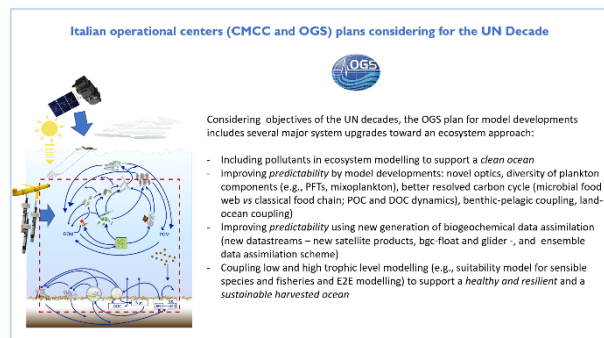 Italian operational centers (CMCC and OGS) plans considering for the UN Decade
OGS
Considering objectives of the UN decades, the OGS plan for model developments
includes several major system upgrades toward an ecosystem approach:
- Including pollutants in ecosystem modelling to support a clean ocean
- improving predictability by model developments: novel optics, diversity of plankton
components (e.g., PFTs, mixoplankton), better resolved carbon cycle (microbial food
web vs classical food chain; POC and DOC dynamics), benthic-pelagic coupling, land-
ocean coupling)
- Improving predictability using new generation of biogeochemical data assimilation
(new datastreams – new satellite products, bgc-float and glider -, and ensemble
data assimilation scheme)
- Coupling low and high trophic level modelling (e.g., suitability model for sensible
species and fisheries and E2E modelling) to support a healthy and resilient and a
sustainable harvested ocean